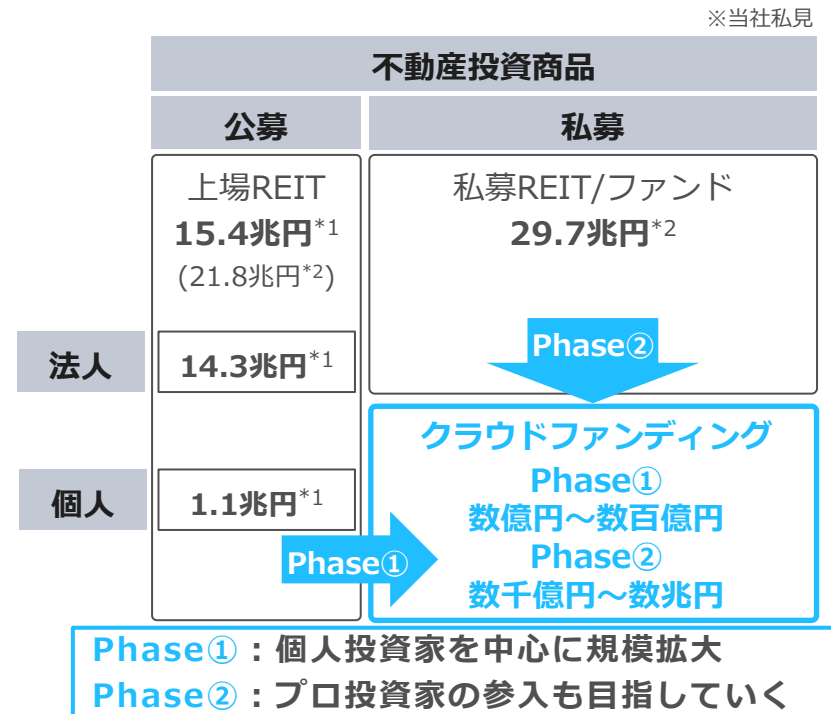 ※当社私見
不動産投資商品
公募
私募
上場REIT
15.4兆円*1
(21.8兆円*2)
私募REIT/ファンド
29.7兆円*2
Phase②
法人
14.3兆円*1
個人
1.1兆円*1
Phase①
クラウドファンディング
Phase①
数億円～数百億円
Phase②
数千億円～数兆円
Phase①：個人投資家を中心に規模拡大
Phase②：プロ投資家の参入も目指していく